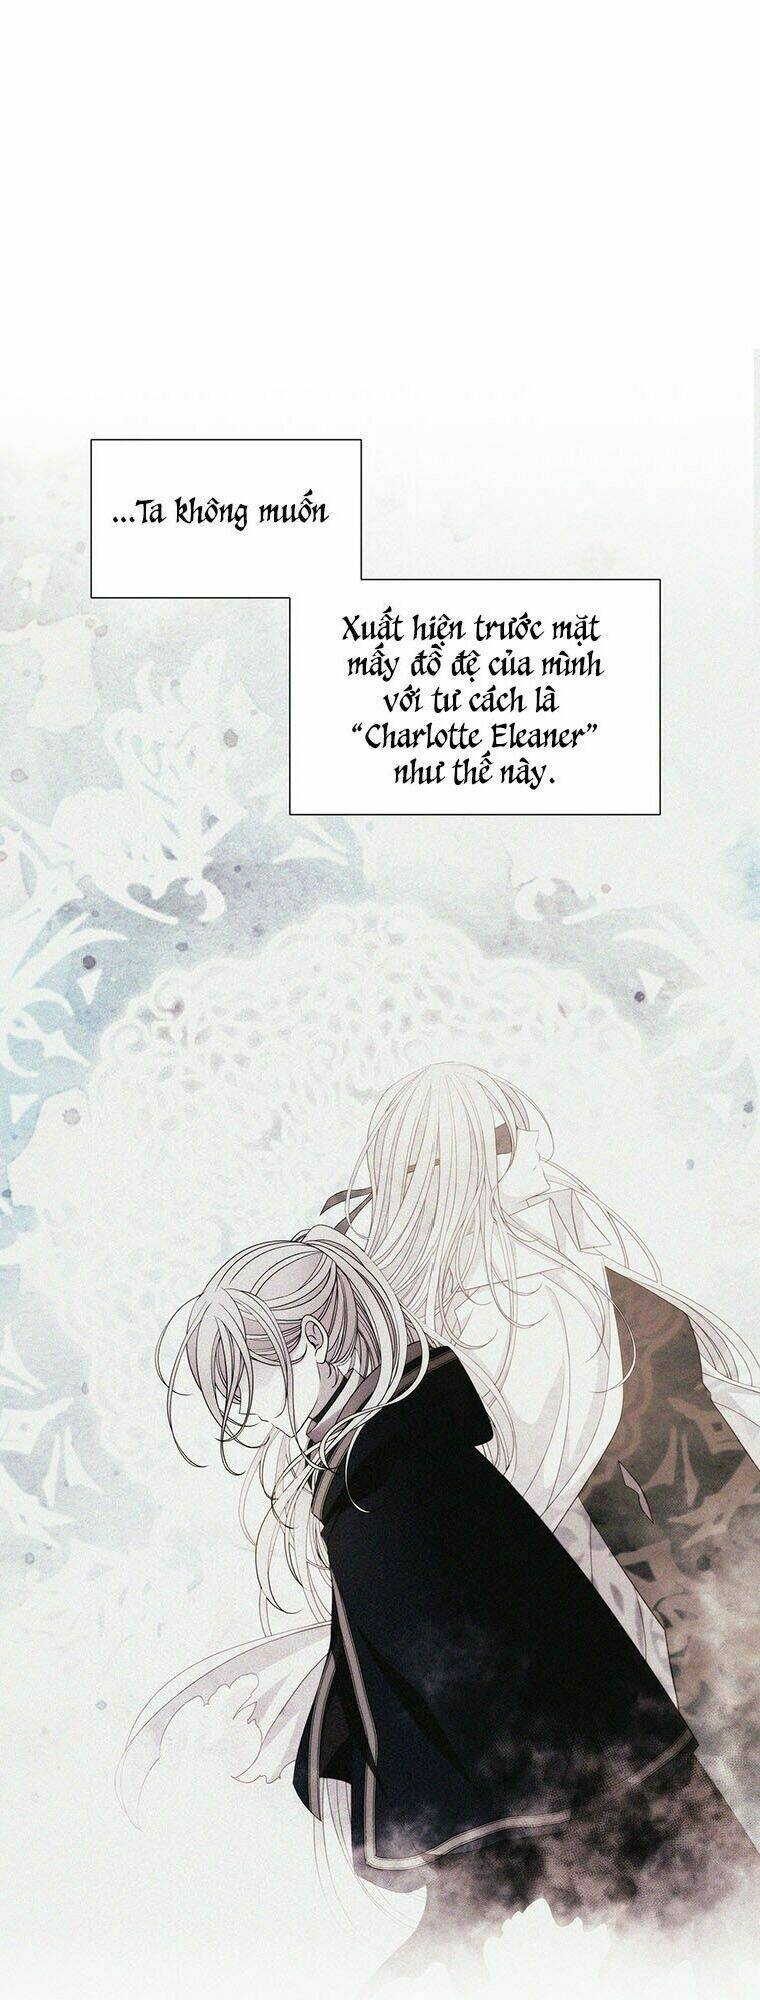 ...Ta không muốn
Xuất hiện trước mặt
mấy đồ đệ của mình
với tư cách là
“Charlotte Eleaner”
như thế này.